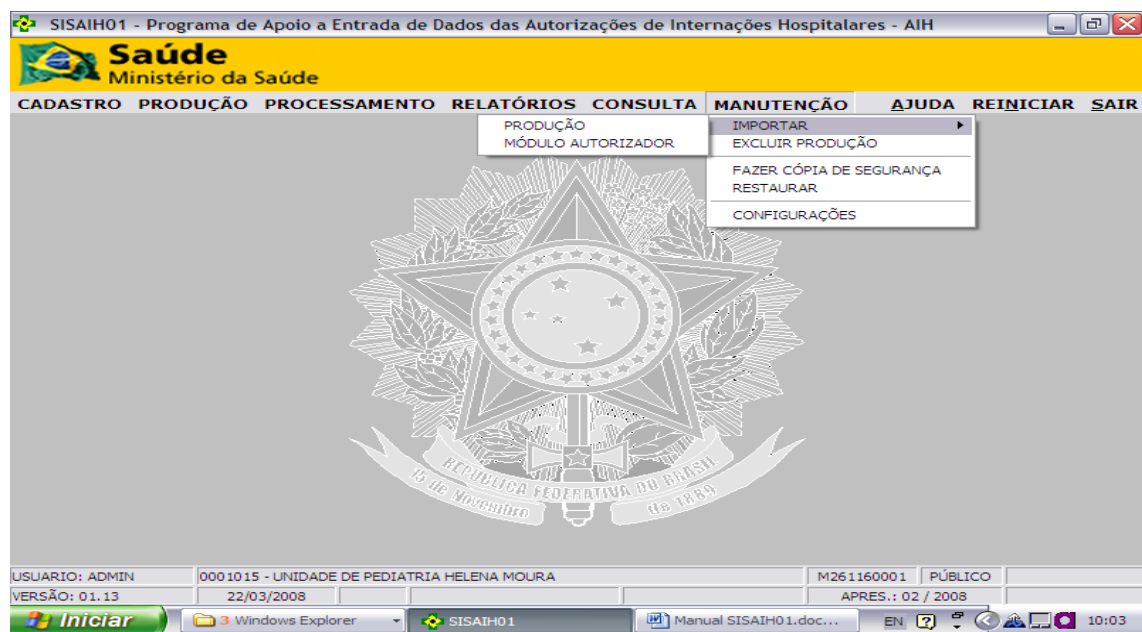 SISAIH01 - Programa de Apoio a Entrada de Dados das Autorizações de Internações Hospitalares - AIH
Saúde
Ministério da Saúde
CADASTRO PRODUÇÃO PROCESSAMENTO RELATÓRIOS CONSULTA MANUTENÇÃO AJUDA REINICIAR SAIR
PRODUÇÃO
MÓDULO AUTORIZADOR
IMPORTAR
EXCLUIR PRODUÇÃO
FAZER CÓPIA DE SEGURANÇA
RESTAURAR
CONFIGURAÇÕES
REPÚBLICA FEDERATIVA DO BRASIL
15 de Novembro de 1889
USUARIO: ADMIN 0001015 - UNIDADE DE PEDIATRIA HELENA MOURA M261160001 PÚBLICO
VERSÃO: 01.13 22/03/2008 APRES.: 02 / 2008
Iniciar 3 Windows Explorer SISAIH01 Manual SISAIH01.doc... EN 10:03